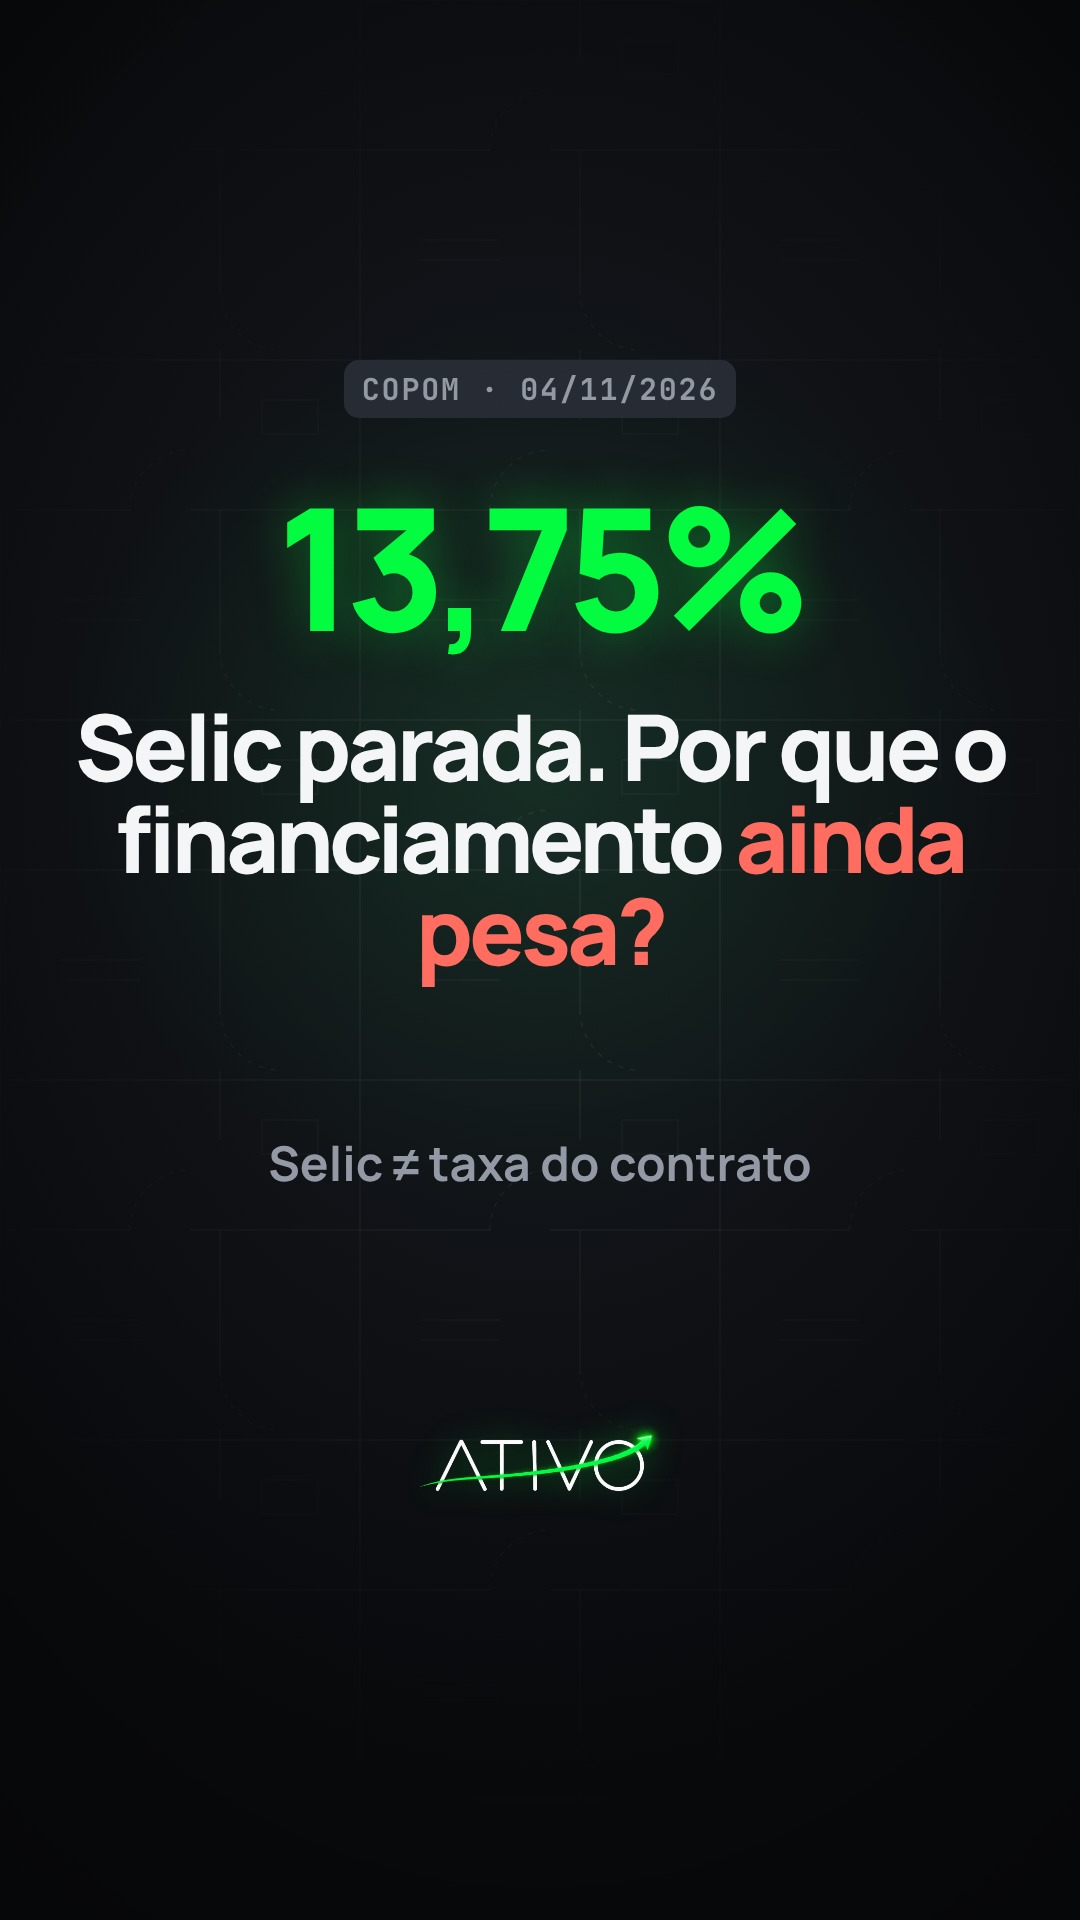 COPOM · 04/11/2026
13,75%
Selic parada. Por que o
financiamento ainda
pesa?
Selic ≠ taxa do contrato
ATIVO